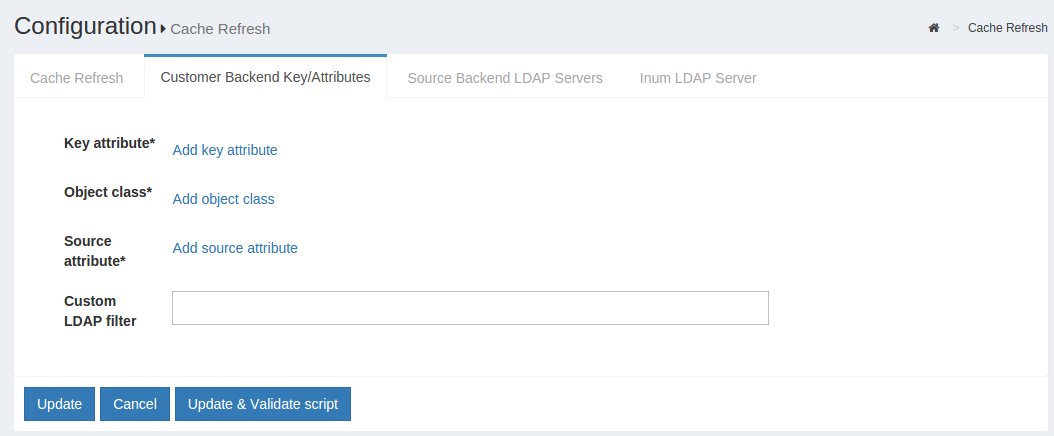 Configuration Cache Refresh
> Cache Refresh
Cache Refresh Customer Backend Key/Attributes Source Backend LDAP Servers Inum LDAP Server
Key attribute*
Add key attribute
Object class*
Add object class
Source
attribute*
Add source attribute
Custom
LDAP filter
Update Cancel Update & Validate script